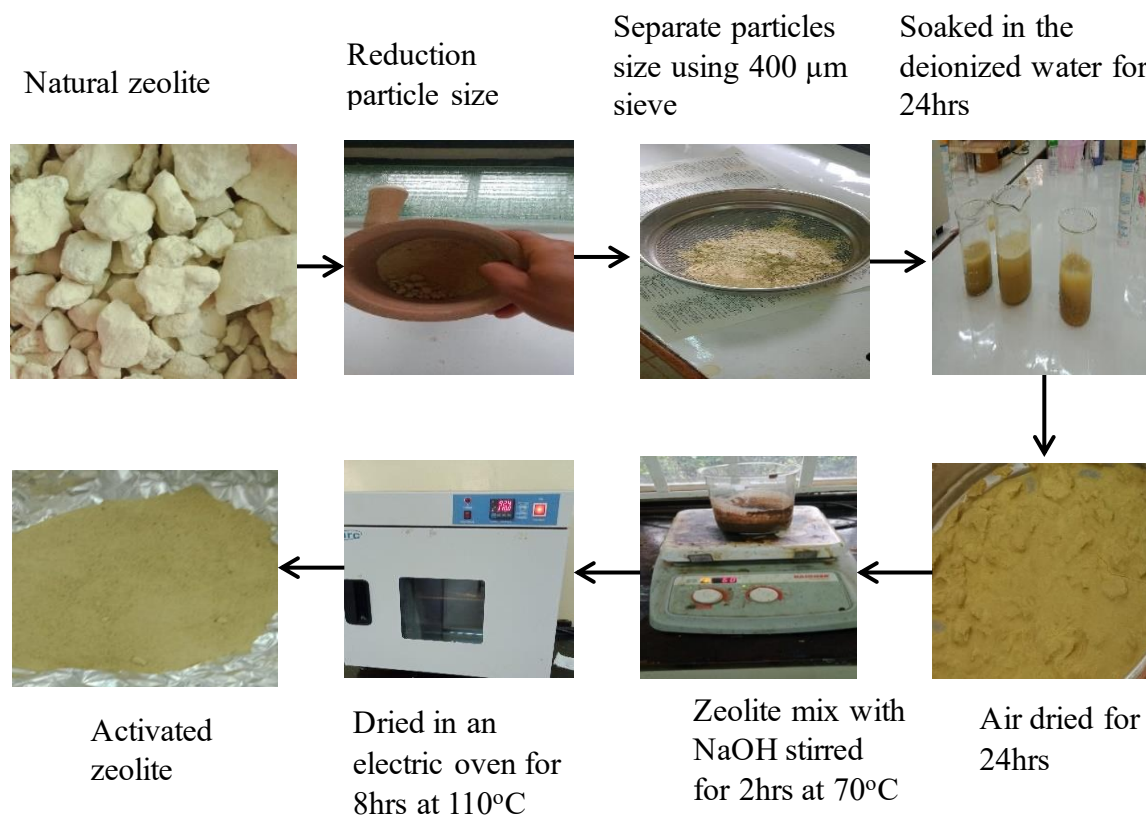 Natural zeolite
Reduction
particle size
Separate particles
size using 400 µm
sieve
Soaked in the
deionized water for
24hrs
Activated
zeolite
Dried in an
electric oven for
8hrs at 110°C
Zeolite mix with
NaOH stirred
for 2hrs at 70°C
Air dried for
24hrs